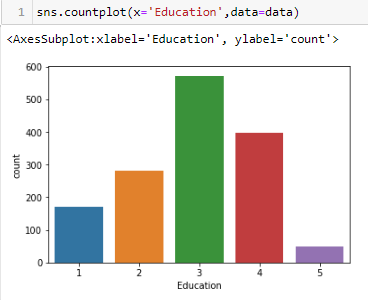 1 sns.countplot(x='Education',data=data)
<AxesSubplot:xlabel='Education', ylabel='count'>
600
500
400
300
200
100
0
count
1 2 3 4 5
Education